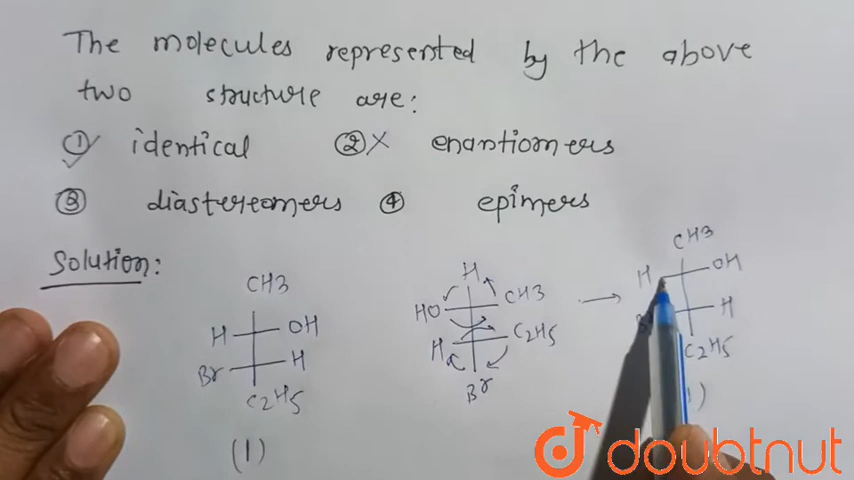 The molecules represented by the above
two structure are:
① identical ② X enantiomers
③ diastereomers ④ epimers
Solution:
CH3
H OH
Br H
C2H5
(1)
H
HO CH3
H C2H5
Br
→
CH3
H OH
H
C2H5
)
doubtnut